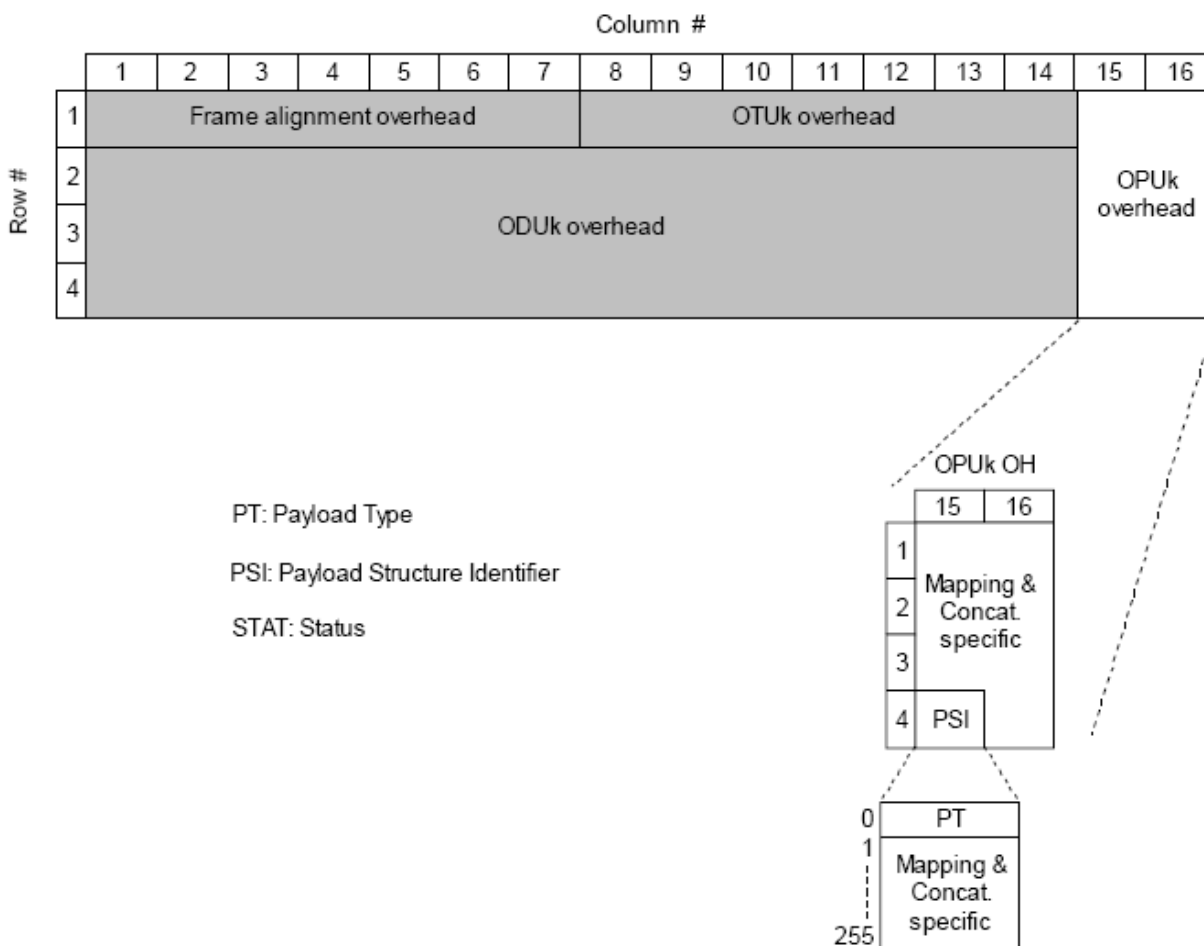 Column #
1 2 3 4 5 6 7 8 9 10 11 12 13 14 15 16
Row #
1
Frame alignment overhead
OTUk overhead
2
3
4
ODUk overhead
OPUk
overhead
OPUk OH
15 16
1
2
3
4
Mapping &
Concat.
specific
PSI
PT: Payload Type
PSI: Payload Structure Identifier
STAT: Status
0
PT
1
Mapping &
Concat.
specific
255